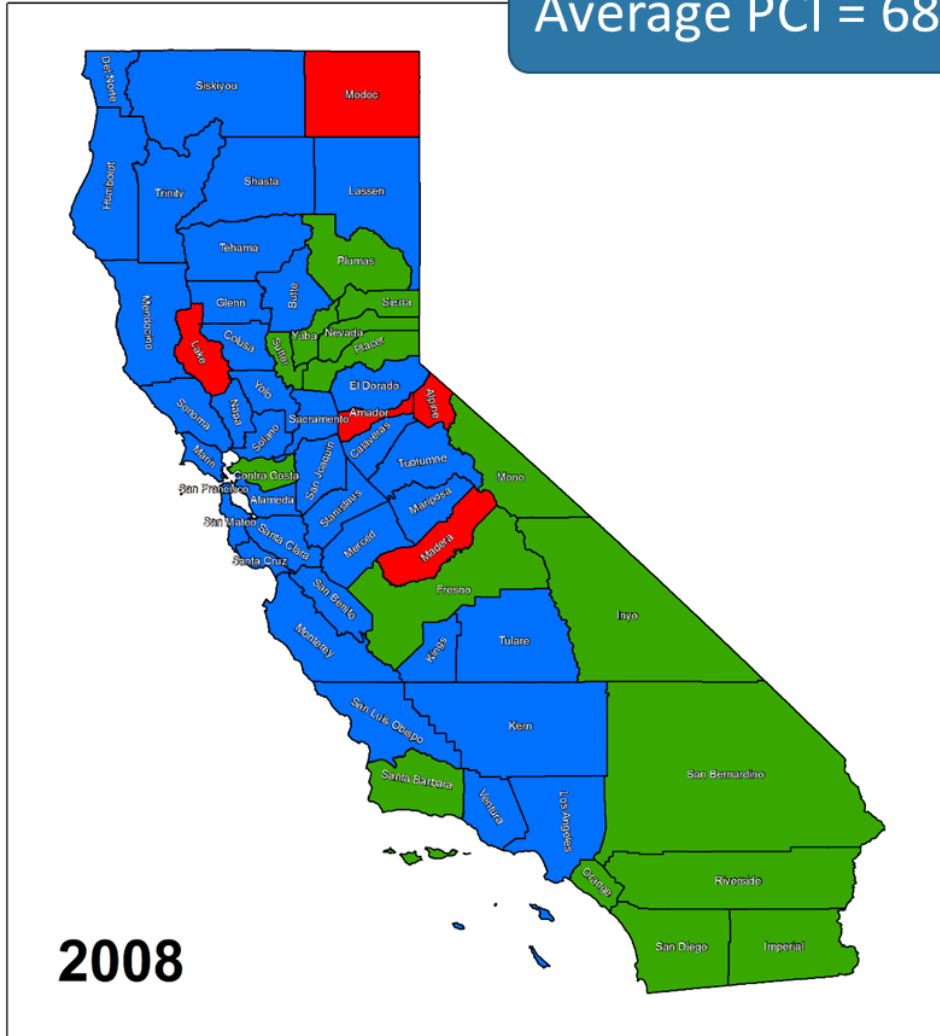 Average PCI = 68
Del Norte
Siskiyou
Modoc
Humboldt
Trinity
Shasta
Lassen
Tehama
Plumas
Mendocino
Glenn
Butte
Sierra
Lake
Colusa
Sutter
Yuba
Nevada
Placer
Sonoma
Napa
Yolo
El Dorado
Solano
Sacramento
Amador
Alpine
Marin
Calaveras
Contra Costa
San Joaquin
Tuolumne
Mono
San Francisco
Alameda
Stanislaus
Mariposa
San Mateo
Santa Clara
Merced
Madera
Santa Cruz
San Benito
Fresno
Inyo
Monterey
Kings
Tulare
San Luis Obispo
Kern
Santa Barbara
Ventura
Los Angeles
San Bernardino
Orange
Riverside
San Diego
Imperial
2008